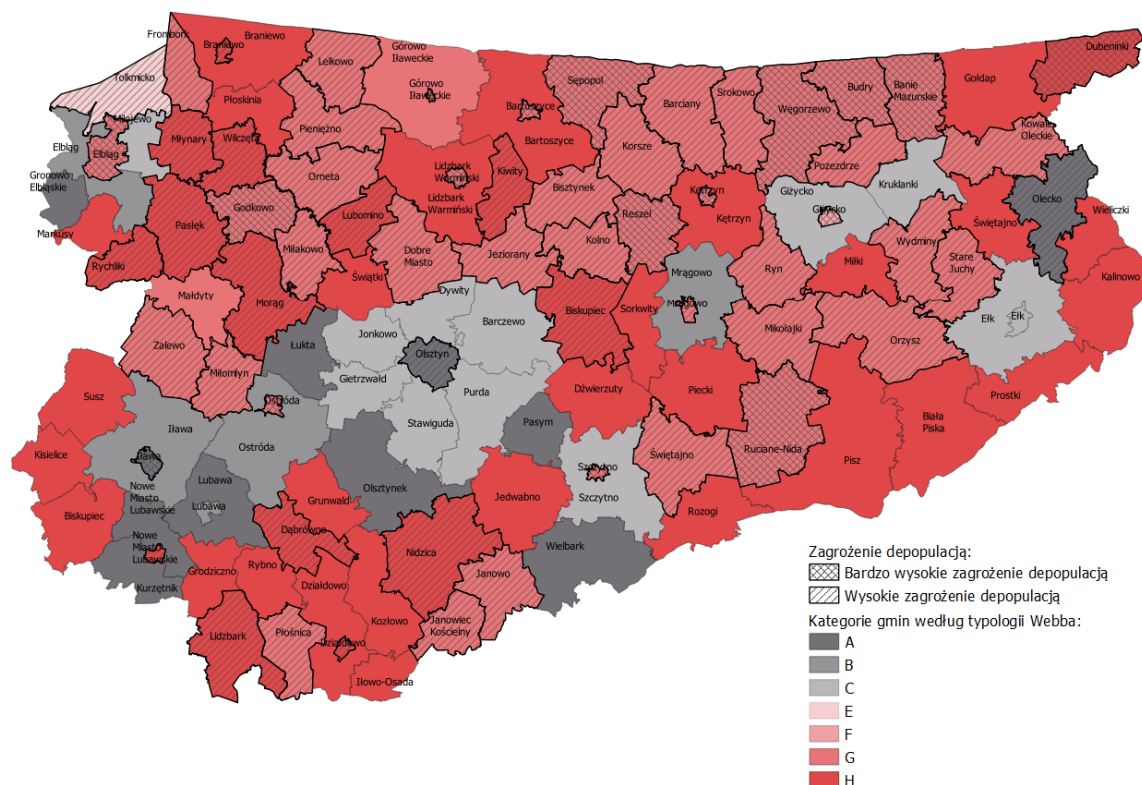 Frombork
Braniewo
Braniewo
Lelkowo
Górowo
Iławeckie
Dubeninki
Tolkmicko
Sępopol
Banie
Mazurskie
Budry
Gołdap
Górowo
Iławeckie
Barciany
Srokowo
Węgorzewo
Płoskinia
Bartoszyce
Milejewo
Pieniężno
Kowale
Oleckie
Elbląg
Elbląg
Młynary
Wilczęta
Bartoszyce
Korsze
Pozezdrze
Gronowo
Elbląskie
Orneta
Lidzbark
Warmiński
Kiwity
Kruklanki
Bisztynek
Kętrzyn
Giżycko
Olecko
Lidzbark
Warmiński
Godkowo
Lubomino
Reszel
Kętrzyn
Giżycko
Wieliczki
Markusy
Pasłęk
Świętajno
Kolno
Wydminy
Miłakowo
Dobre
Miasto
Jeziorany
Stare
Juchy
Rychliki
Mrągowo
Ryn
Miłki
Kalinowo
Świątki
Małdyty
Morąg
Dywity
Biskupiec
Sorkwity
Mrągowo
Ełk
Ełk
Barczewo
Jonkowo
Mikołajki
Zalewo
Łukta
Olsztyn
Orzysz
Miłomyn
Gietrzwałd
Purda
Dźwierzuty
Piecki
Prostki
Susz
Ostróda
Biała
Piska
Stawiguda
Pasym
Iława
Ostróda
Ruciane-Nida
Kisielice
Iława
Świętajno
Pisz
Szczytno
Lubawa
Nowe
Miasto
Lubawskie
Olsztynek
Szczytno
Jedwabno
Grunwald
Lubawa
Rozogi
Biskupiec
Dąbrówno
Nowe
Miasto
Lubawskie
Wielbark
Nidzica
Rybno
Grodziczno
Janowo
Kurzętnik
Działdowo
Kozłowo
Janowiec
Kościelny
Lidzbark
Płośnica
Działdowo
Iłowo-Osada
Zagrożenie depopulacją:
Bardzo wysokie zagrożenie depopulacją
Wysokie zagrożenie depopulacją
Kategorie gmin według typologii Webba:
A
B
C
E
F
G
H